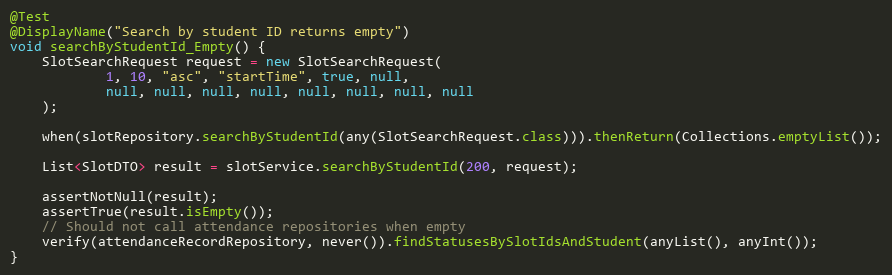 @Test
@DisplayName("Search by student ID returns empty")
void searchByStudentId_Empty() {
    SlotSearchRequest request = new SlotSearchRequest(
            1, 10, "asc", "startTime", true, null,
            null, null, null, null, null, null, null, null
    );

    when(slotRepository.searchByStudentId(any(SlotSearchRequest.class))).thenReturn(Collections.emptyList());

    List<SlotDTO> result = slotService.searchByStudentId(200, request);

    assertNotNull(result);
    assertTrue(result.isEmpty());
    // Should not call attendance repositories when empty
    verify(attendanceRecordRepository, never()).findStatusesBySlotIdsAndStudent(anyList(), anyInt());
}